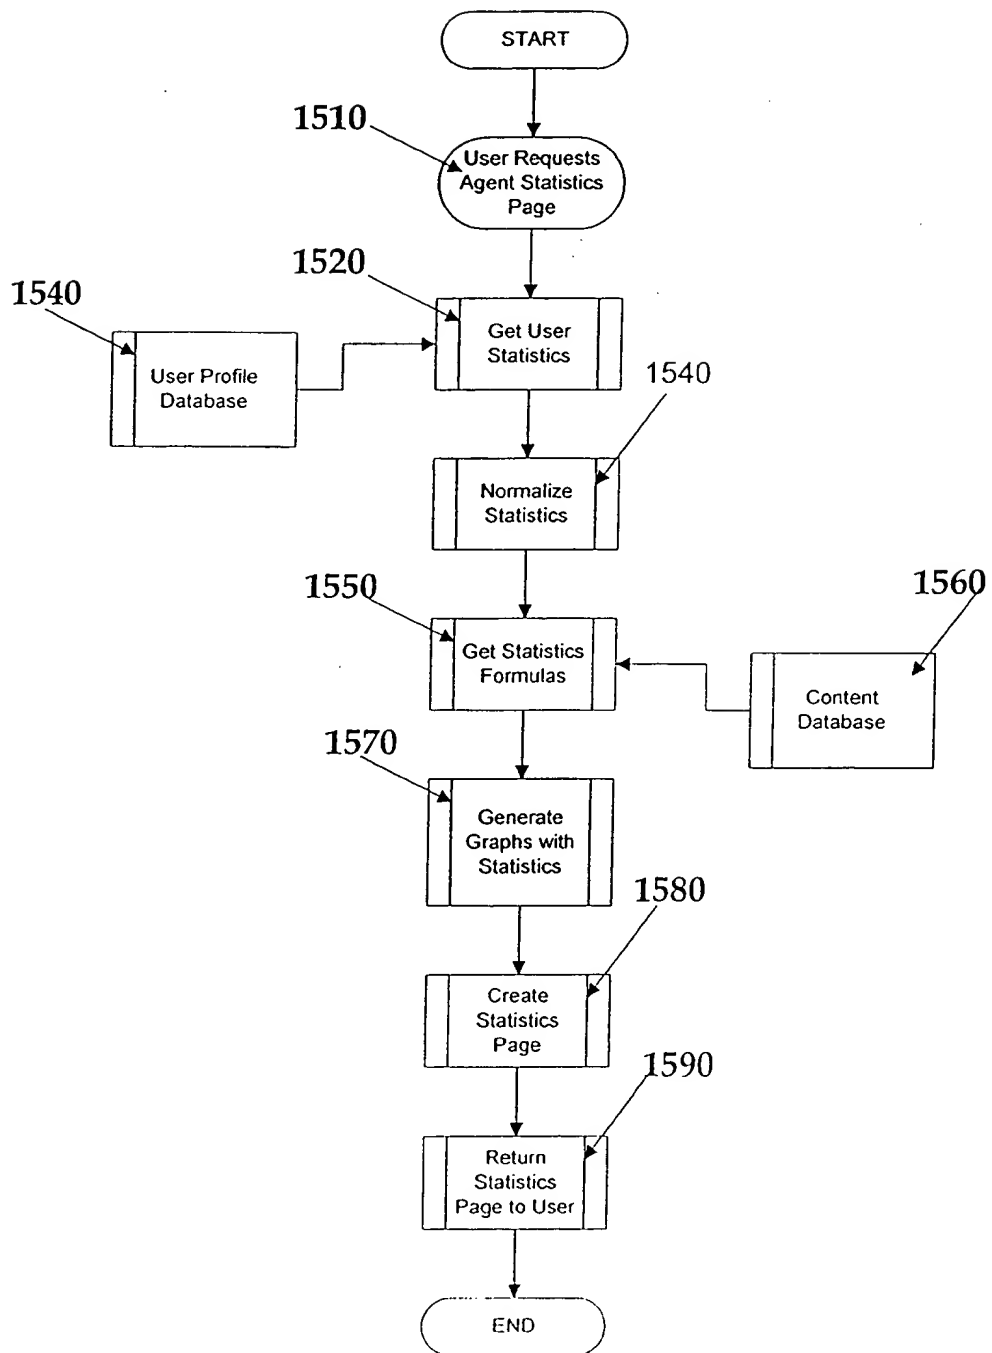 START
1510
User Requests
Agent Statistics
Page
1520
1540
Get User
Statistics
User Profile
Database
1540
Normalize
Statistics
1550
1560
Get Statistics
Formulas
Content
Database
1570
Generate
Graphs with
Statistics
1580
Create
Statistics
Page
1590
Return
Statistics
Page to User
END